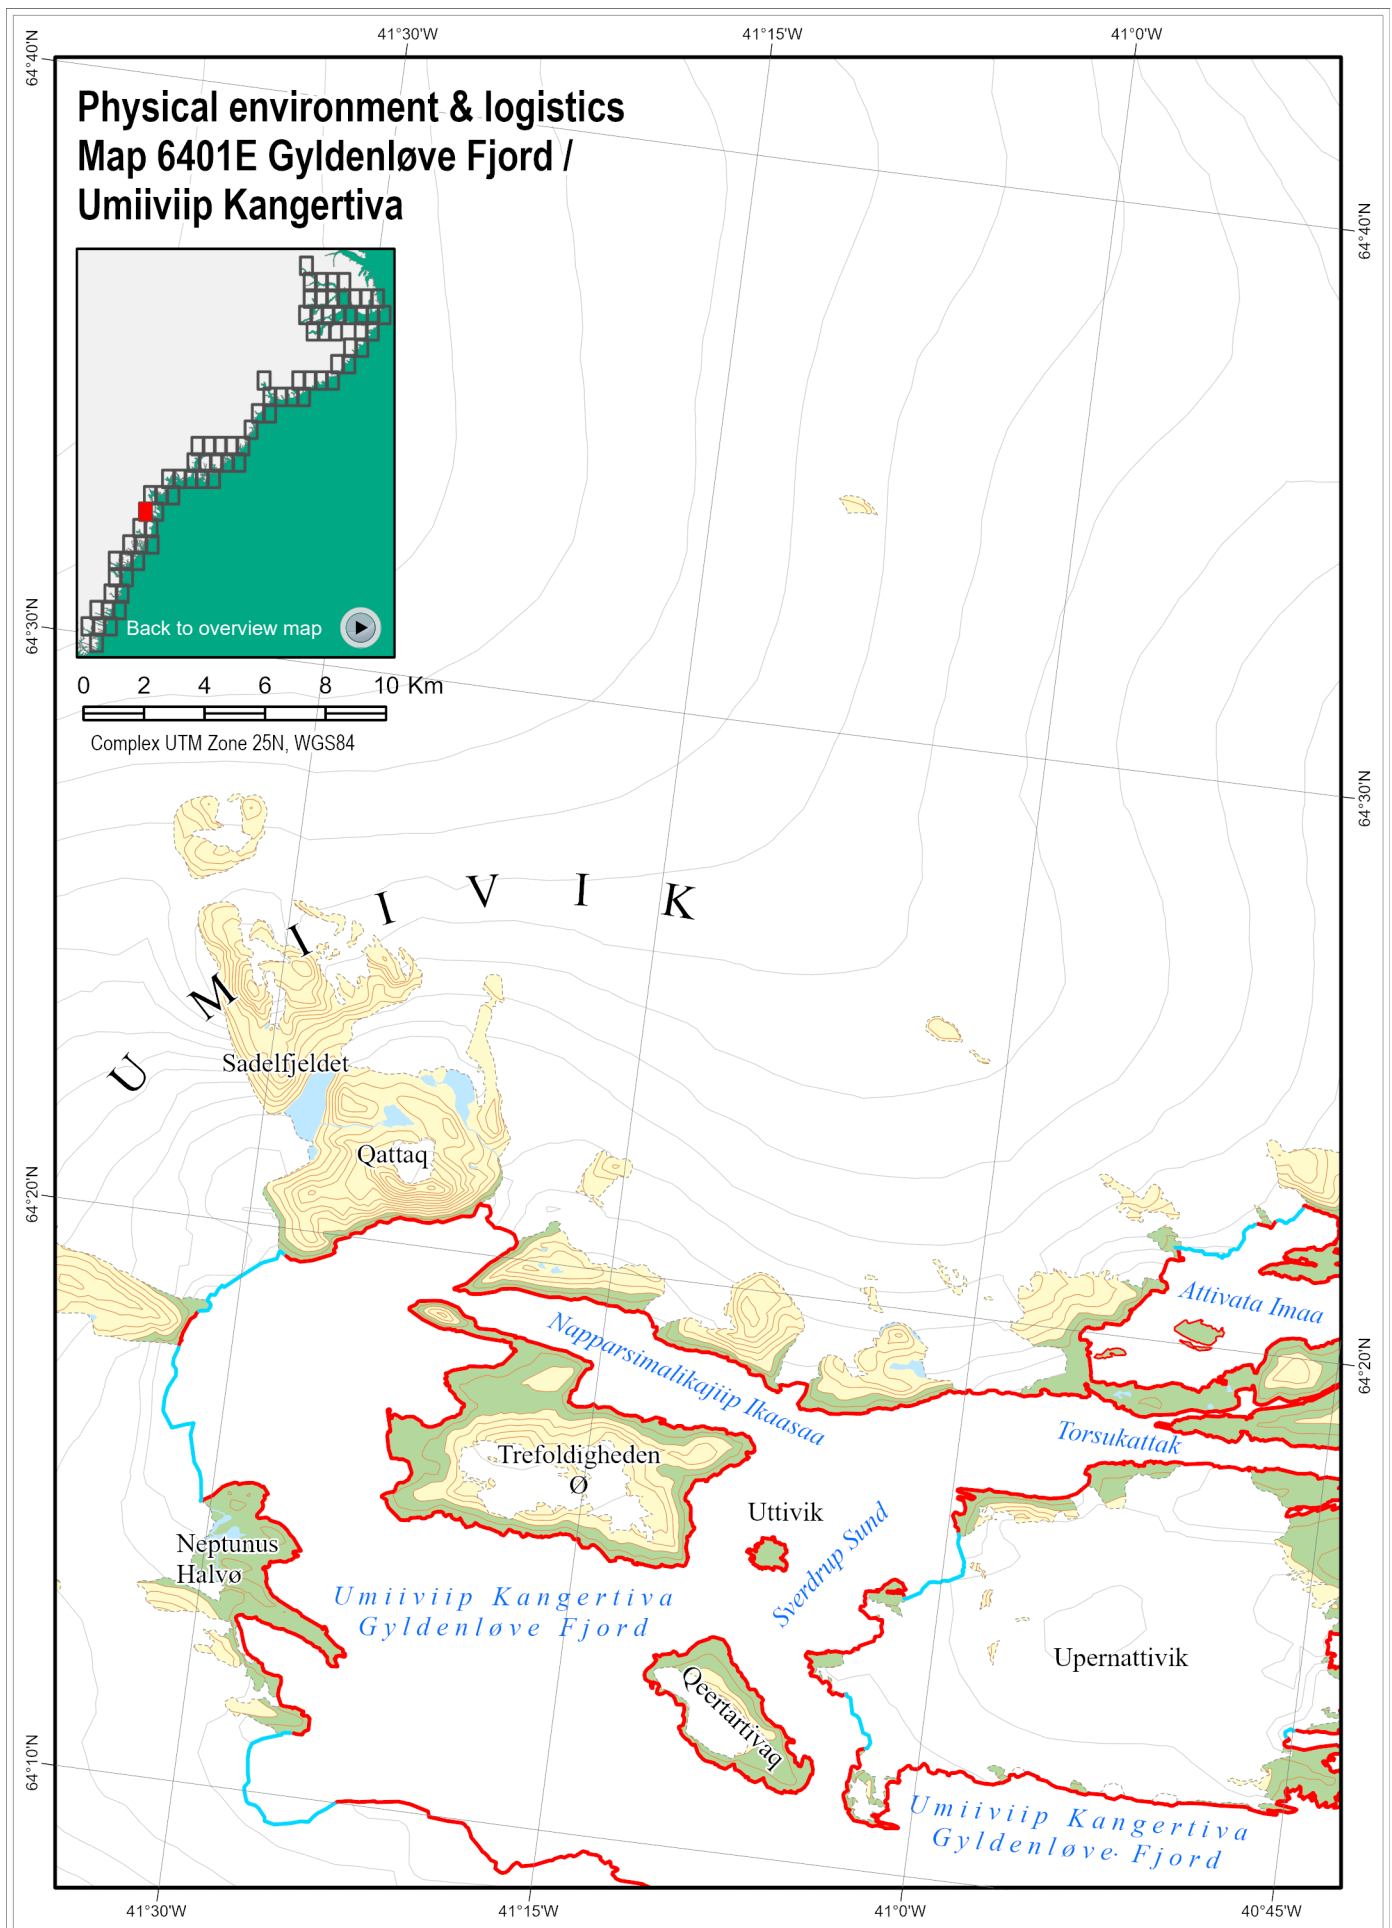 41°30'W
41°15'W
41°0'W
64°40'N
64°40'N
Physical environment & logistics
Map 6401E Gyldenløve Fjord /
Umiiviip Kangertiva
Back to overview map
64°30'N
0 2 4 6 8 10 Km
Complex UTM Zone 25N, WGS84
64°30'N
U M I I V I K
Sadelfjeldet
Qattaq
64°20'N
Attivata Imaa
Napparsimalikajiip Ikaasaa
64°20'N
Torsukattak
Trefoldigheden
Ø
Uttivik
Sverdrup Sund
Neptunus
Halvø
Umiiviip Kangertiva
Gyldenløve Fjord
Upernattivik
Qeertartivaq
64°10'N
Umiiviip Kangertiva
Gyldenløve Fjord
41°30'W
41°15'W
41°0'W
40°45'W